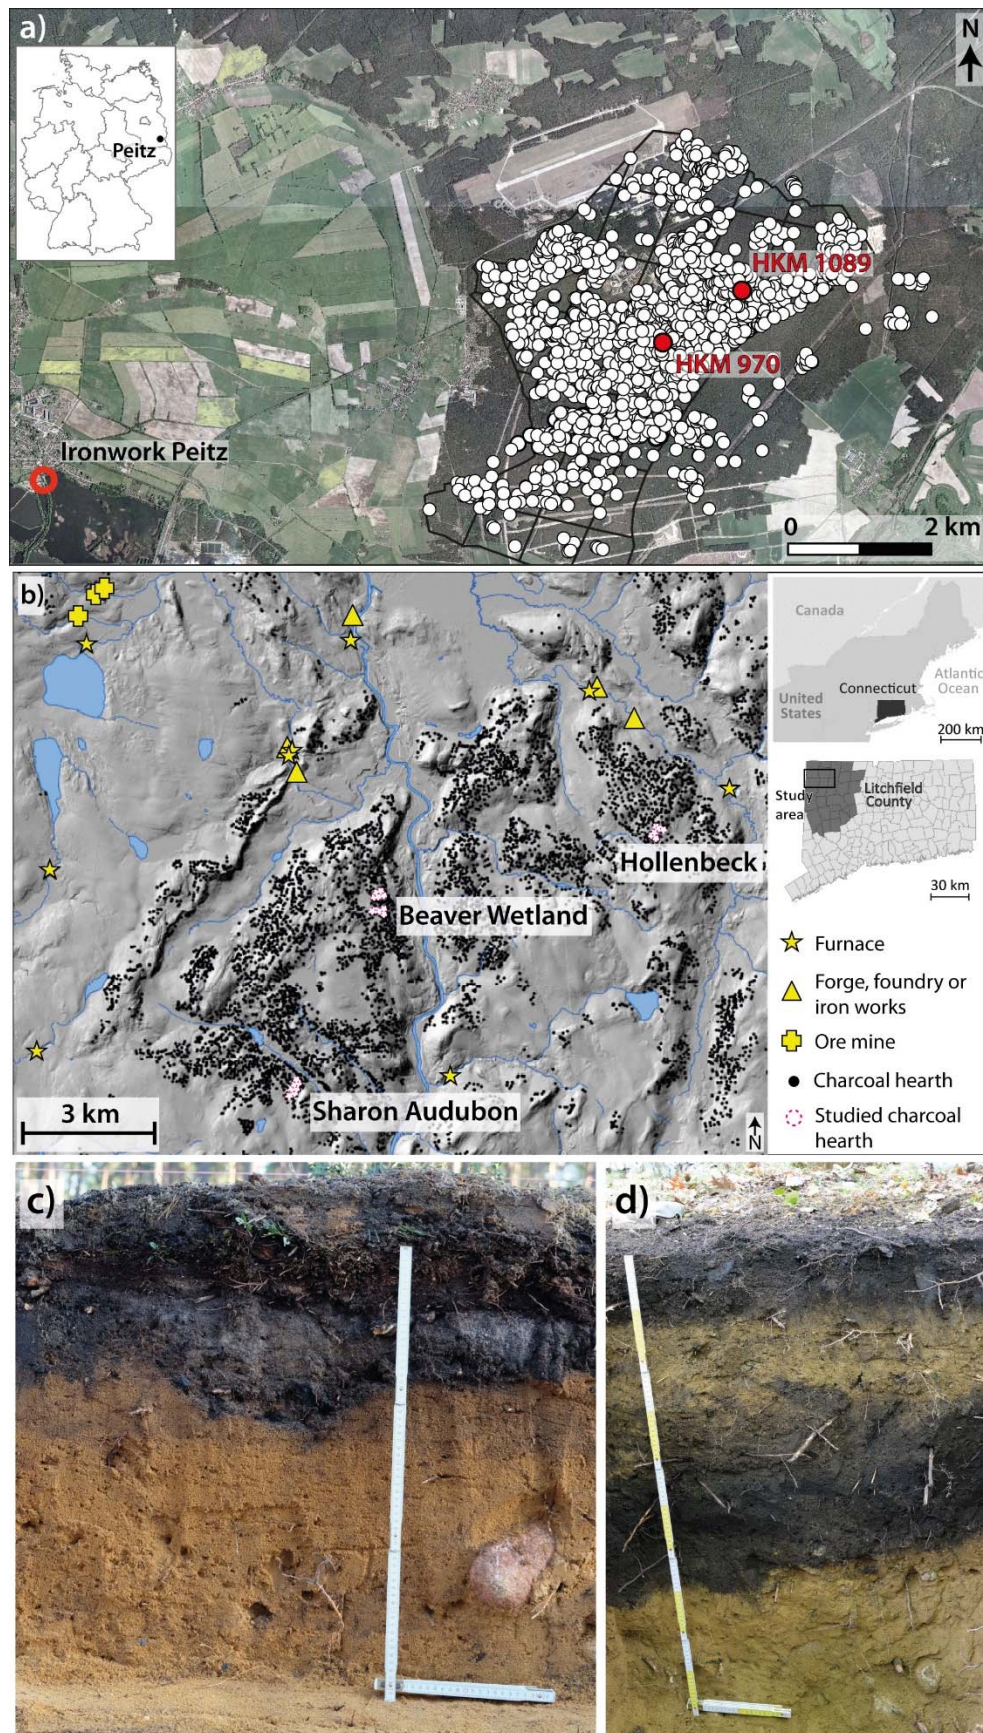 a)
N
Peitz
HKM 1089
HKM 970
Ironwork Peitz
0 2 km
b)
Canada
Atlantic
Ocean
Connecticut
United
States
200 km
Study
area
Litchfield
County
30 km
Hollenbeck
Beaver Wetland
Sharon Audubon
3 km
N
Furnace
Forge, foundry or
iron works
Ore mine
Charcoal hearth
Studied charcoal
hearth
c)
d)